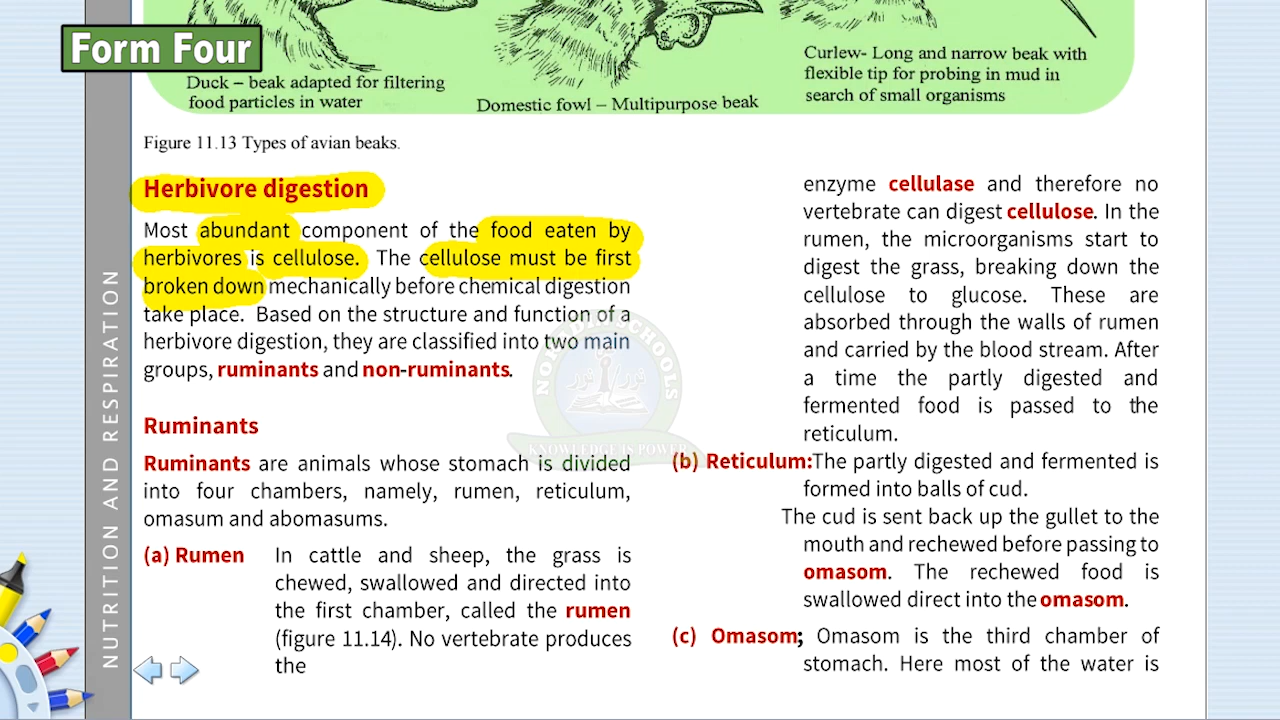 Form Four
Duck – beak adapted for filtering
food particles in water
Domestic fowl – Multipurpose beak
Curlew- Long and narrow beak with
flexible tip for probing in mud in
search of small organisms
Figure 11.13 Types of avian beaks.
NUTRITION AND RESPIRATION
Herbivore digestion
Most abundant component of the food eaten by
herbivores is cellulose. The cellulose must be first
broken down mechanically before chemical digestion
take place. Based on the structure and function of a
herbivore digestion, they are classified into two main
groups, ruminants and non-ruminants.
Ruminants
Ruminants are animals whose stomach is divided
into four chambers, namely, rumen, reticulum,
omasum and abomasums.
(a) Rumen In cattle and sheep, the grass is
chewed, swallowed and directed into
the first chamber, called the rumen
(figure 11.14). No vertebrate produces
the
enzyme cellulase and therefore no
vertebrate can digest cellulose. In the
rumen, the microorganisms start to
digest the grass, breaking down the
cellulose to glucose. These are
absorbed through the walls of rumen
and carried by the blood stream. After
a time the partly digested and
fermented food is passed to the
reticulum.
(b) Reticulum:The partly digested and fermented is
formed into balls of cud.
The cud is sent back up the gullet to the
mouth and rechewed before passing to
omasom. The rechewed food is
swallowed direct into the omasom.
(c) Omasom; Omasom is the third chamber of
stomach. Here most of the water is
KNOWLEDGE IS POWER